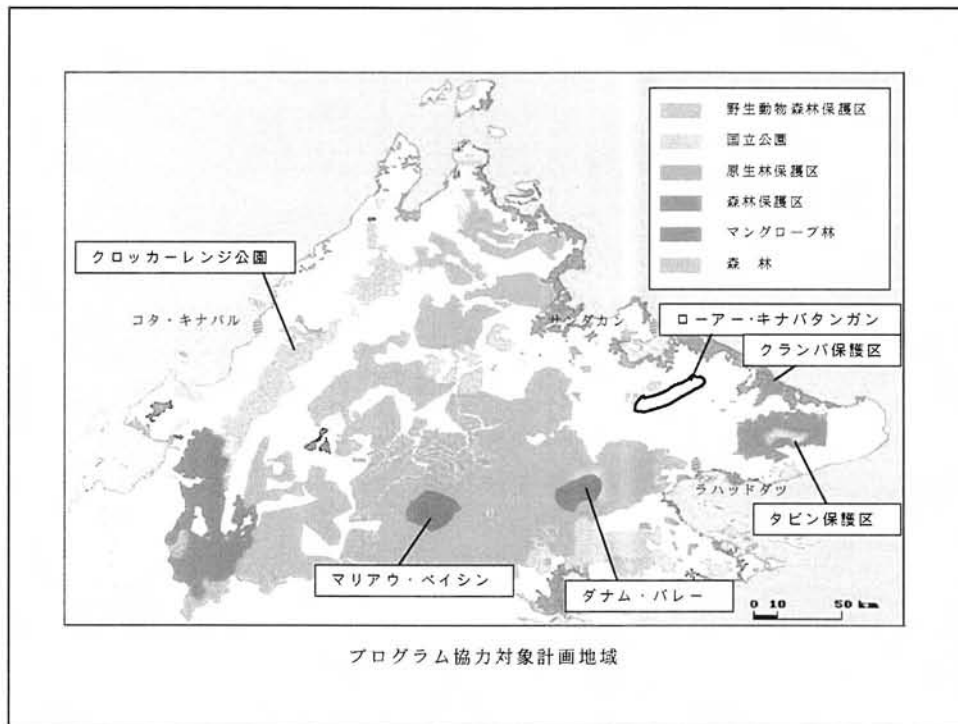 野生動物森林保護区
国立公園
原生林保護区
森林保護区
マングローブ林
森 林
クロッカーレンジ公園
コタ・キナバル
サンダカン
ローアー・キナバタンガン
クランバ保護区
ラハッドダツ
タビン保護区
マリアウ・ベイシン
ダナム・バレー
0 10 50 km
プログラム協力対象計画地域